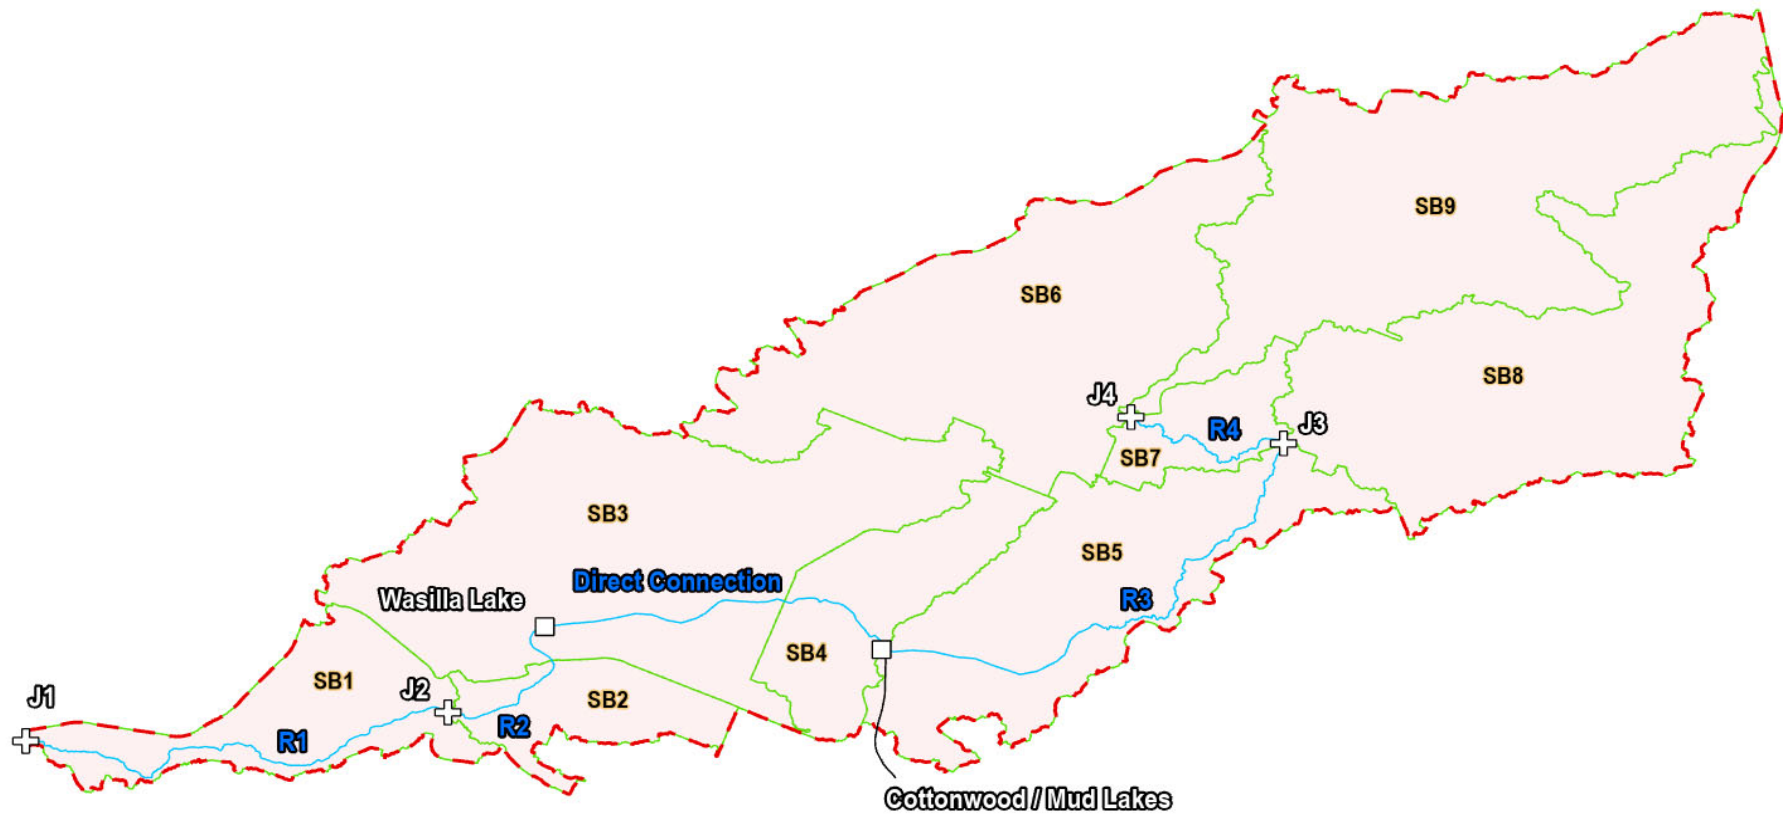 SB9
SB6
SB8
J4
R4
J3
SB7
SB3
SB5
Direct Connection
Wasilla Lake
R3
SB4
SB1
J2
SB2
J1
R2
R1
Cottonwood / Mud Lakes